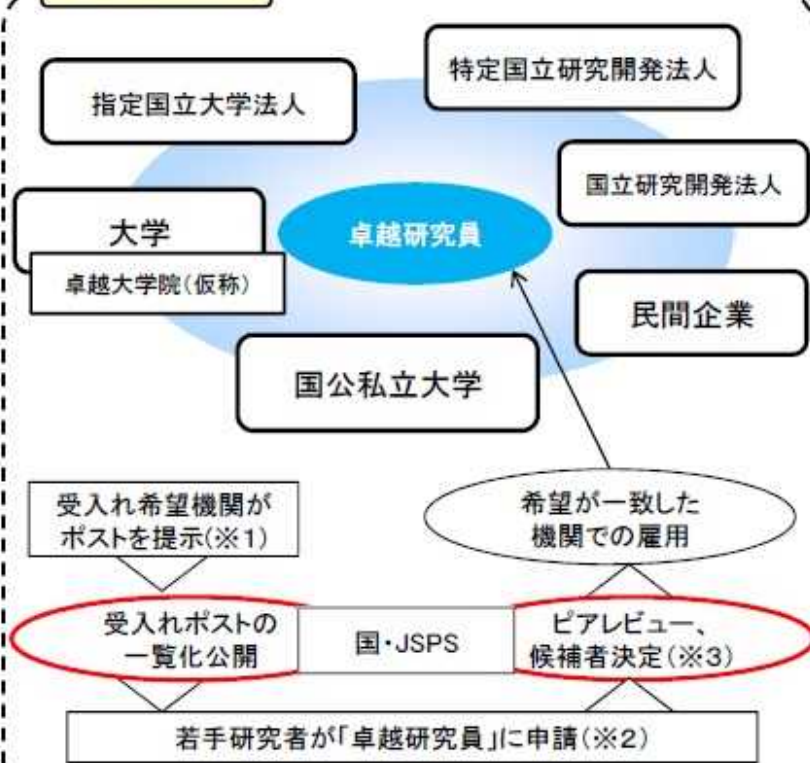 特定国立研究開発法人
指定国立大学法人
国立研究開発法人
大学
卓越研究員
卓越大学院(仮称)
民間企業
国公私立大学
受入れ希望機関が
ポストを提示(※1)
希望が一致した
機関での雇用
受入れポストの
一覧化公開
国・JSPS
ピアレビュー、
候補者決定(※3)
若手研究者が「卓越研究員」に申請(※2)